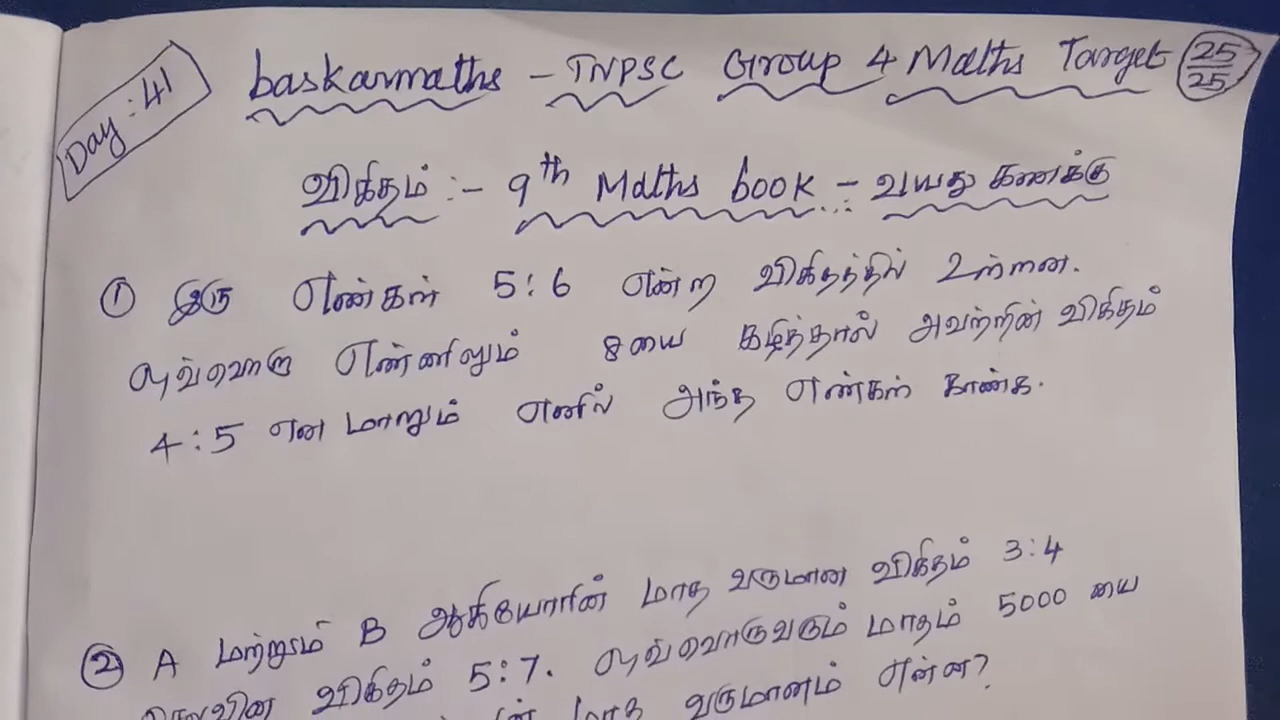 Day: 41
baskarmaths - TNPSC Group 4 Maths Target 25/25
விகிதம் :- 9th Maths book - வயது கணக்கு
① இரு எண்கள் 5:6 என்ற விகிதத்தில் உள்ளன.
ஒவ்வொரு எண்ணிலும் 8யை கழித்தால் அவற்றின் விகிதம்
4:5 என மாறும் எனில் அந்த எண்கள் காண்க.
② A மற்றும் B ஆகியோரின் மாத வருமான விகிதம் 3:4
விகிதம் 5:7. ஒவ்வொருவரும் மாதம் 5000 யை
மாத வருமானம் என்ன?